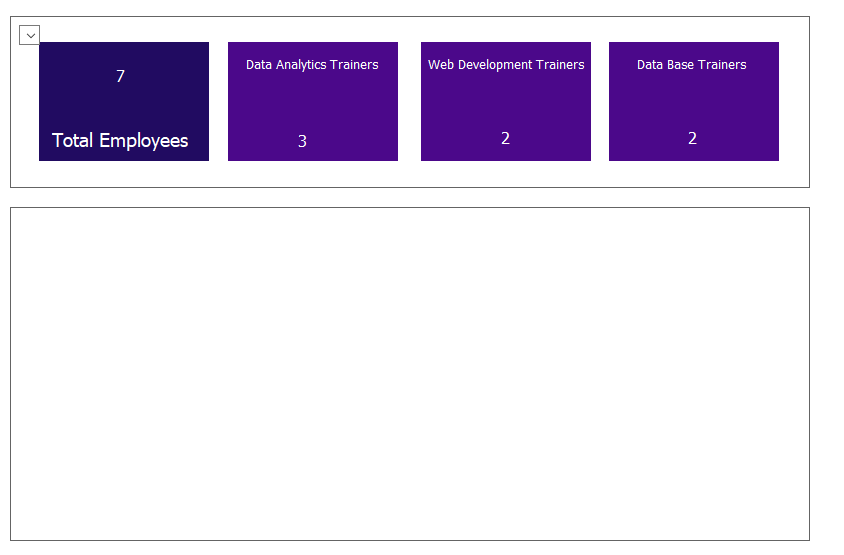 7
Total Employees
Data Analytics Trainers
3
Web Development Trainers
2
Data Base Trainers
2